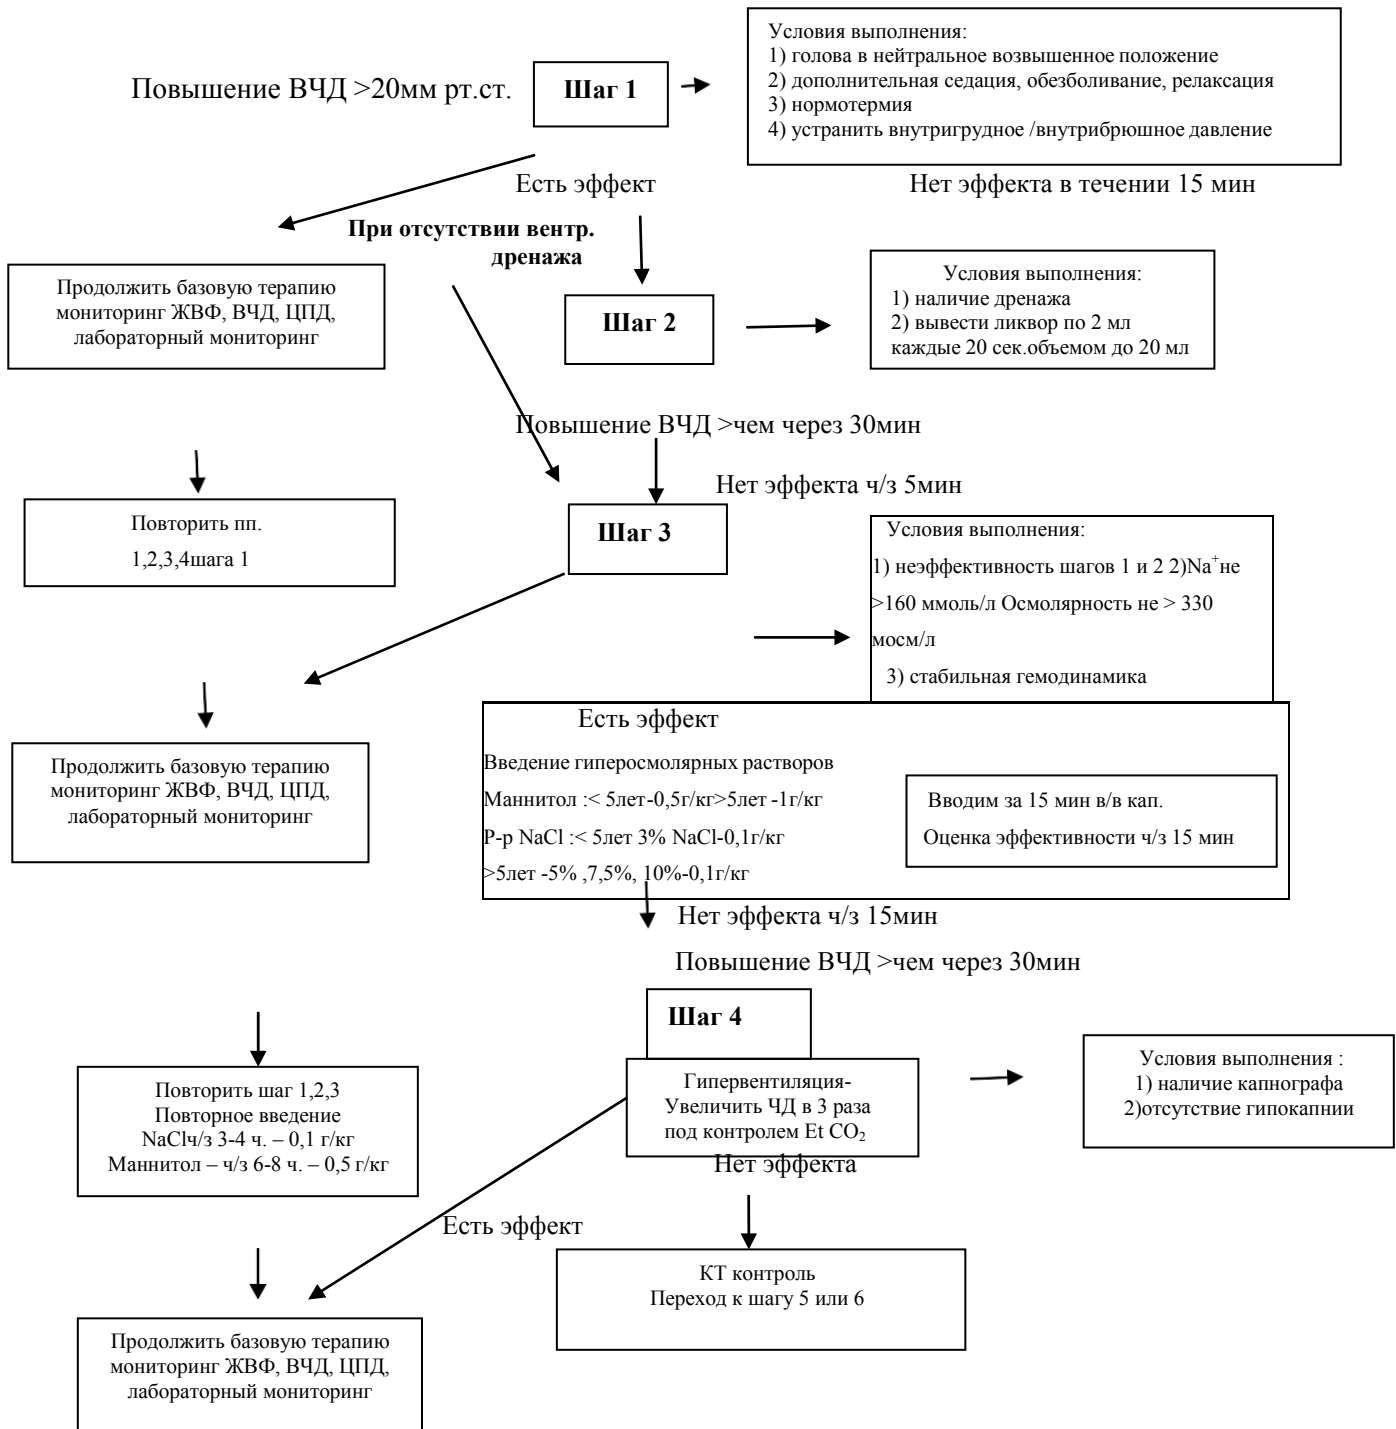 Условия выполнения:
1) голова в нейтральное возвышенное положение
2) дополнительная седация, обезболивание, релаксация
3) нормотермия
4) устранить внутригрудное /внутрибрюшное давление
Повышение ВЧД >20мм рт.ст.
Шаг 1
Есть эффект
Нет эффекта в течении 15 мин
При отсутствии вентр.
дренажа
Продолжить базовую терапию
мониторинг ЖВФ, ВЧД, ЦПД,
лабораторный мониторинг
Шаг 2
Условия выполнения:
1) наличие дренажа
2) вывести ликвор по 2 мл
каждые 20 сек.объемом до 20 мл
Повышение ВЧД >чем через 30мин
Нет эффекта ч/з 5мин
Повторить пп.
1,2,3,4шага 1
Шаг 3
Условия выполнения:
1) неэффективность шагов 1 и 2 2)Na⁺не
>160 ммоль/л Осмолярность не > 330
мосм/л
3) стабильная гемодинамика
Есть эффект
Продолжить базовую терапию
мониторинг ЖВФ, ВЧД, ЦПД,
лабораторный мониторинг
Введение гиперосмолярных растворов
Маннитол :< 5лет-0,5г/кг>5лет -1г/кг
Р-р NaCl :< 5лет 3% NaCl-0,1г/кг
>5лет -5% ,7,5%, 10%-0,1г/кг
Вводим за 15 мин в/в кап.
Оценка эффективности ч/з 15 мин
Нет эффекта ч/з 15мин
Повышение ВЧД >чем через 30мин
Шаг 4
Гипервентиляция-
Увеличить ЧД в 3 раза
под контролем Et CO₂
Условия выполнения :
1) наличие капнографа
2)отсутствие гипокапнии
Повторить шаг 1,2,3
Повторное введение
NaClч/з 3-4 ч. – 0,1 г/кг
Маннитол – ч/з 6-8 ч. – 0,5 г/кг
Нет эффекта
Есть эффект
КТ контроль
Переход к шагу 5 или 6
Продолжить базовую терапию
мониторинг ЖВФ, ВЧД, ЦПД,
лабораторный мониторинг